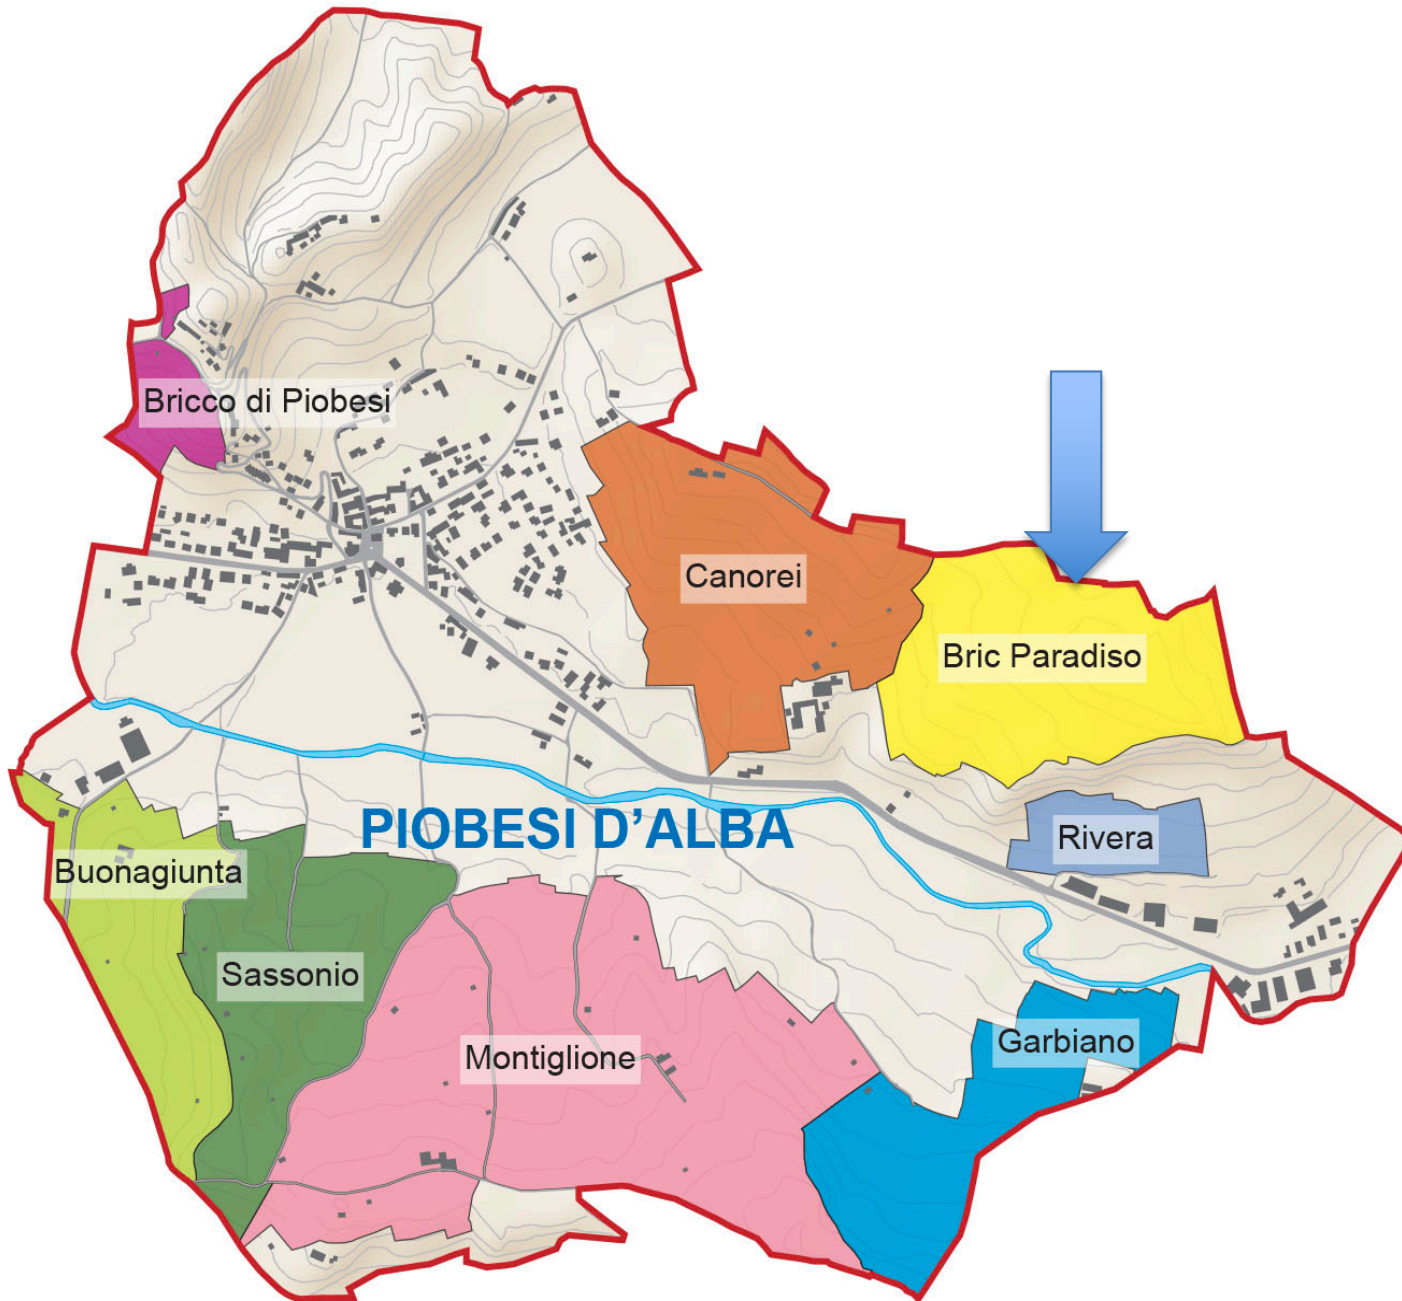 Bricco di Piobesi
Canorei
Bric Paradiso
PIOBESI D'ALBA
Rivera
Buonagiunta
Sassonio
Montiglione
Garbiano